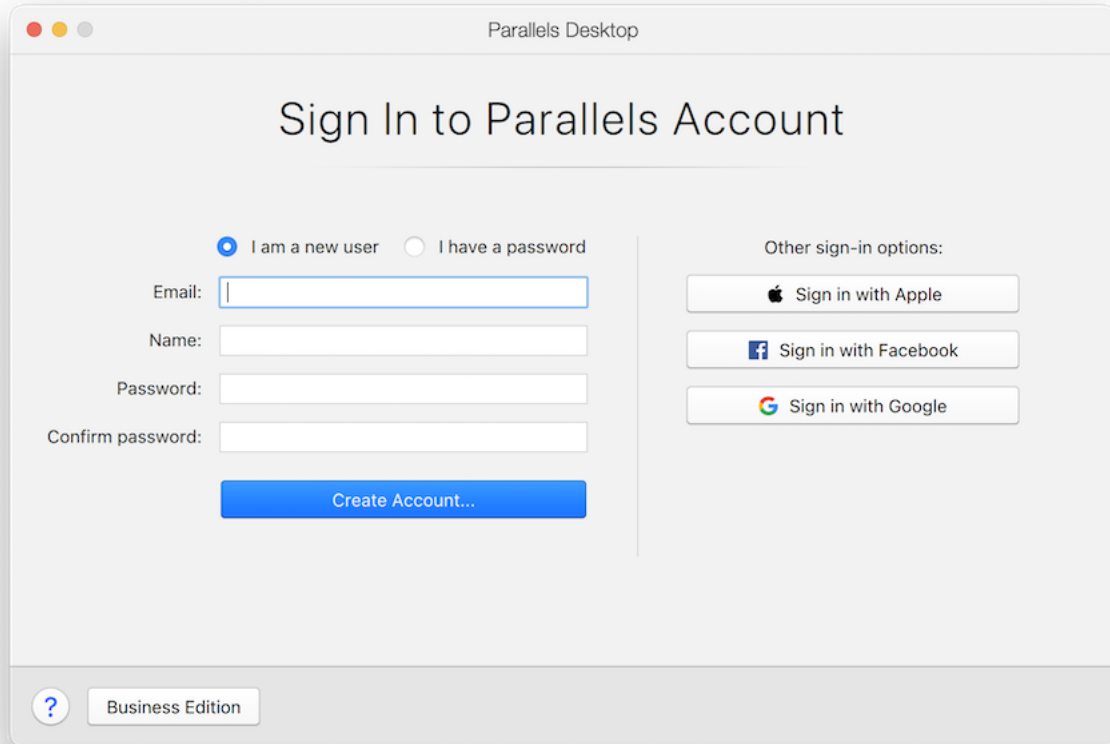 Parallels Desktop
Sign In to Parallels Account
I am a new user I have a password
Email:
Name:
Password:
Confirm password:
Create Account...
Other sign-in options:
Sign in with Apple
Sign in with Facebook
Sign in with Google
? Business Edition